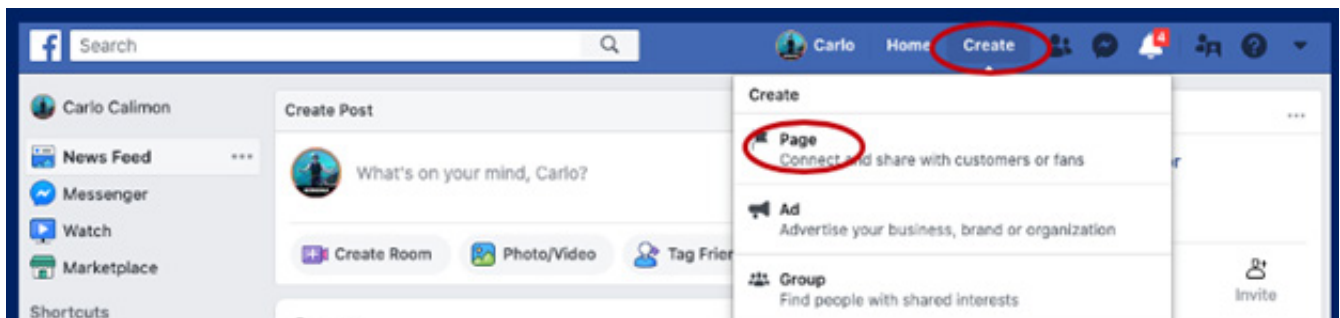 f
Search
Carlo
Home
Create
4
?
Carlo Calimon
News Feed
Messenger
Watch
Marketplace
Shortcuts
Create Post
What's on your mind, Carlo?
Create Room
Photo/Video
Tag Frien
Create
Page
Connect and share with customers or fans
Ad
Advertise your business, brand or organization
Group
Find people with shared interests
Invite